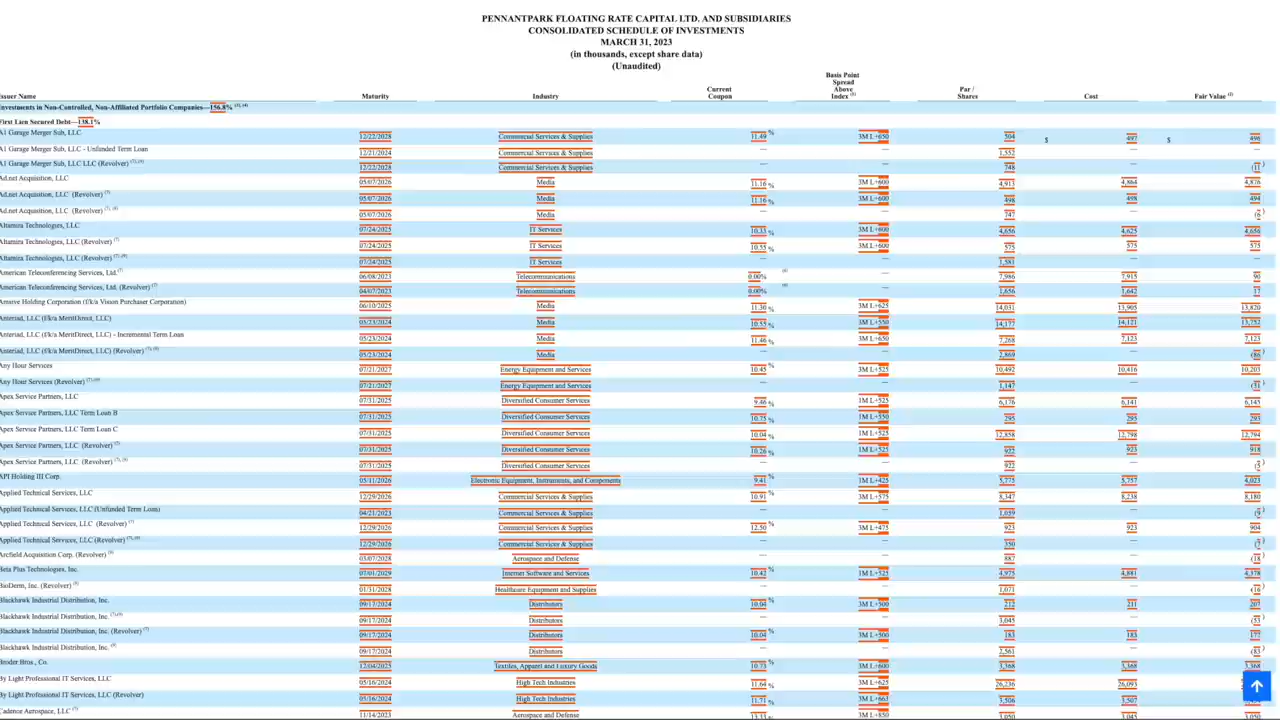 PENNANTPARK FLOATING RATE CAPITAL LTD. AND SUBSIDIARIES
CONSOLIDATED SCHEDULE OF INVESTMENTS
MARCH 31, 2023
(in thousands, except share data)
(Unaudited)
Issuer Name Maturity Industry Current Coupon Basis Point Spread Above Index (1) Par / Shares Cost Fair Value (2)
Investments in Non-Controlled, Non-Affiliated Portfolio Companies—156.8% (3), (4)
First Lien Secured Debt—138.1%
A1 Garage Merger Sub, LLC 12/22/2028 Commercial Services & Supplies 11.49 % 3M L+650 504 $ 497 $ 496
A1 Garage Merger Sub, LLC - Unfunded Term Loan 12/21/2024 Commercial Services & Supplies — — 1,552 — —
A1 Garage Merger Sub, LLC LLC (Revolver) 12/22/2028 Commercial Services & Supplies — — 748 — (11 )
Ad.net Acquisition, LLC 05/07/2026 Media 11.16 % 3M L+600 4,913 4,864 4,876
Ad.net Acquisition, LLC (Revolver) (7) 05/07/2026 Media 11.16 % 3M L+600 498 498 494
Ad.net Acquisition, LLC (Revolver) 05/07/2026 Media — — 747 — (6 )
Altamira Technologies, LLC 07/24/2025 IT Services 10.33 % 3M L+600 4,656 4,625 4,656
Altamira Technologies, LLC (Revolver) (7) 07/24/2025 IT Services 10.55 % 3M L+600 575 575 575
Altamira Technologies, LLC (Revolver) 07/24/2025 IT Services — — 1,581 — —
American Teleconferencing Services, Ltd. (7) 06/08/2023 Telecommunications 0.00% (6) — 7,986 7,915 90
American Teleconferencing Services, Ltd. (Revolver) (7) 04/07/2023 Telecommunications 0.00% (6) — 1,656 1,642
Amsive Holding Corporation (f/k/a Vision Purchaser Corporation) 06/10/2025 Media 11.30 % 3M L+625 14,031 13,905 13,820
Anteriad, LLC (f/k/a MeritDirect, LLC) 05/23/2024 Media 10.55 % 3M L+550 14,177 14,121 13,752
Anteriad, LLC (f/k/a MeritDirect, LLC) - Incremental Term Loan 05/23/2024 Media 11.46 % 3M L+650 7,268 7,123 7,123
Anteriad, LLC (f/k/a MeritDirect, LLC) (Revolver) 05/23/2024 Media — — 2,869 — (86 )
Any Hour Services 07/21/2027 Energy Equipment and Services 10.45 % 3M L+525 10,492 10,416 10,203
Any Hour Services (Revolver) 07/21/2027 Energy Equipment and Services — — 1,147 — (31 )
Apex Service Partners, LLC 07/31/2025 Diversified Consumer Services 9.46 % 1M L+525 6,176 6,141 6,145
Apex Service Partners, LLC Term Loan B 07/31/2025 Diversified Consumer Services 10.75 % 1M L+550 295 295 293
Apex Service Partners, LLC Term Loan C 07/31/2025 Diversified Consumer Services 10.04 % 1M L+525 12,858 12,798 12,794
Apex Service Partners, LLC (Revolver) 07/31/2025 Diversified Consumer Services 10.26 % 1M L+525 922 923 918
Apex Service Partners, LLC (Revolver) 07/31/2025 Diversified Consumer Services — — 922 — (5 )
API Holding III Corp. 05/11/2026 Electronic Equipment, Instruments, and Components 9.41 % 1M L+425 5,775 5,757 4,023
Applied Technical Services, LLC 12/29/2026 Commercial Services & Supplies 10.91 % 3M L+575 8,347 8,238 8,180
Applied Technical Services, LLC (Unfunded Term Loan) 04/21/2023 Commercial Services & Supplies — — 1,039 — (9 )
Applied Technical Services, LLC (Revolver) (7) 12/29/2026 Commercial Services & Supplies 12.50 % 3M L+475 923 923 904
Applied Technical Services, LLC (Revolver) 12/29/2026 Commercial Services & Supplies — — 350 —
Arcfield Acquisition Corp. (Revolver) 03/07/2028 Aerospace and Defense — — 887 — (18 )
Beta Plus Technologies, Inc. 07/01/2029 Internet Software and Services 10.42 % 1M L+525 4,975 4,881 4,378
BioDerm, Inc. (Revolver) 01/31/2028 Healthcare Equipment and Supplies — — 1,071 — (16 )
Blackhawk Industrial Distribution, Inc. 09/17/2024 Distributors 10.04 % 3M L+500 212 211 207
Blackhawk Industrial Distribution, Inc. 09/17/2024 Distributors — — 3,045 — (53 )
Blackhawk Industrial Distribution, Inc. (Revolver) (7) 09/17/2024 Distributors 10.04 % 3M L+500 183 183 177
Blackhawk Industrial Distribution, Inc. 09/17/2024 Distributors — — 2,561 — (83 )
Broder Bros., Co. 12/04/2025 Textiles, Apparel and Luxury Goods 10.73 % 3M L+600 3,368 3,368 3,368
By Light Professional IT Services, LLC 05/16/2024 High Tech Industries 11.64 % 3M L+625 26,236 26,093
By Light Professional IT Services, LLC (Revolver) 05/16/2024 High Tech Industries 11.71 % 3M L+663 3,506 3,507
Cadence Aerospace, LLC (7) 11/14/2023 Aerospace and Defense 3M L+850 3,050 3,045 3,050